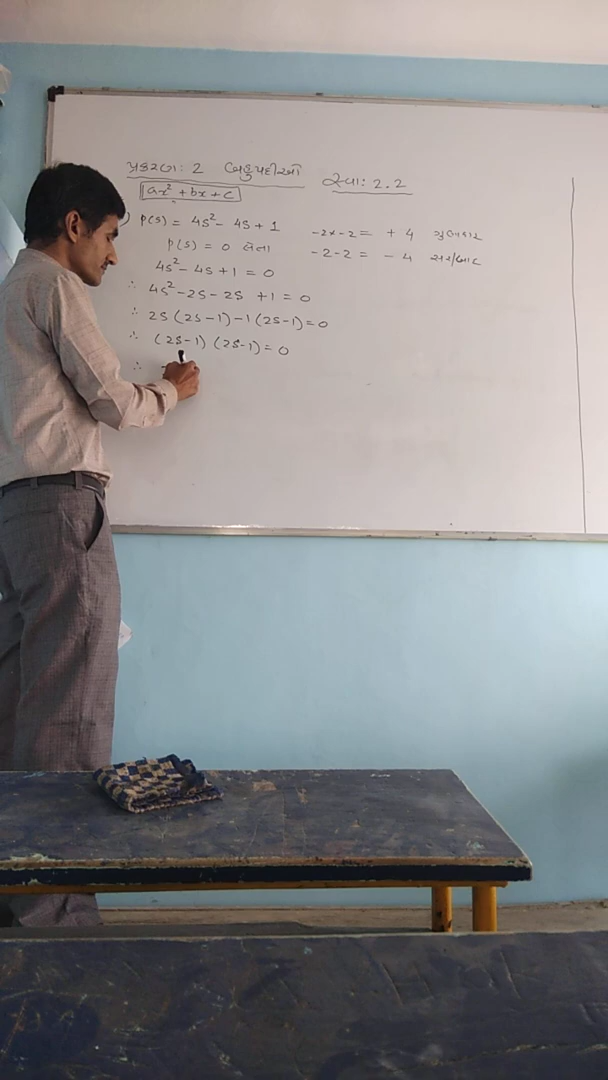 પ્રકરણ: 2 બહુપદીઓ સ્વા: 2.2
ax² + bx + c
) P(S) = 4S² - 4S + 1
-2×-2 = + 4 ગુણાકાર
P(S) = 0 લેતા
-2-2 = - 4
4S² - 4S + 1 = 0
∴ 4S² - 2S - 2S + 1 = 0
∴ 2S (2S - 1) - 1 (2S - 1) = 0
∴ (2S - 1) (2S - 1) = 0
∴